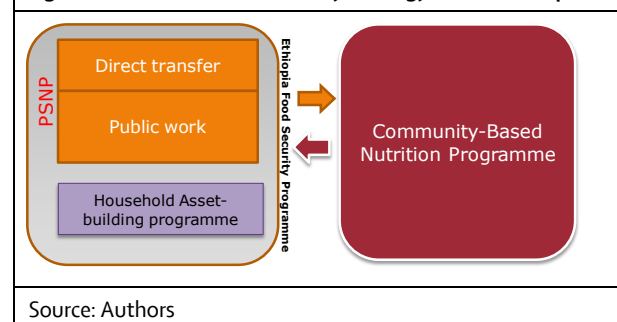 PSNP
Direct transfer
Public work
Household Asset-
building programme
Ethiopia Food Security Programme
Community-Based
Nutrition Programme
Source: Authors